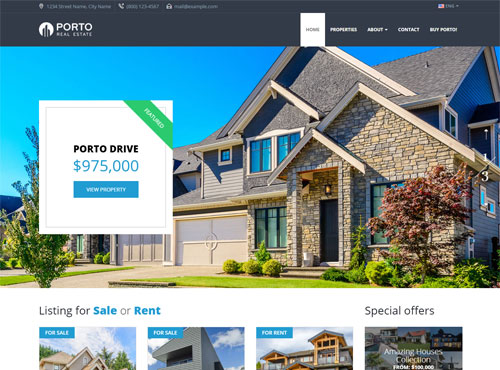 1234 Street Name, City Name (800) 123-4567 mail@example.com ENG
PORTO
REAL ESTATE
HOME PROPERTIES ABOUT CONTACT BUY PORTO!
FEATURED
PORTO DRIVE
$975,000
VIEW PROPERTY
1
3
Listing for Sale or Rent
Special offers
FOR SALE
FOR SALE
FOR RENT
Amazing Houses
Collection
FROM: $100.000